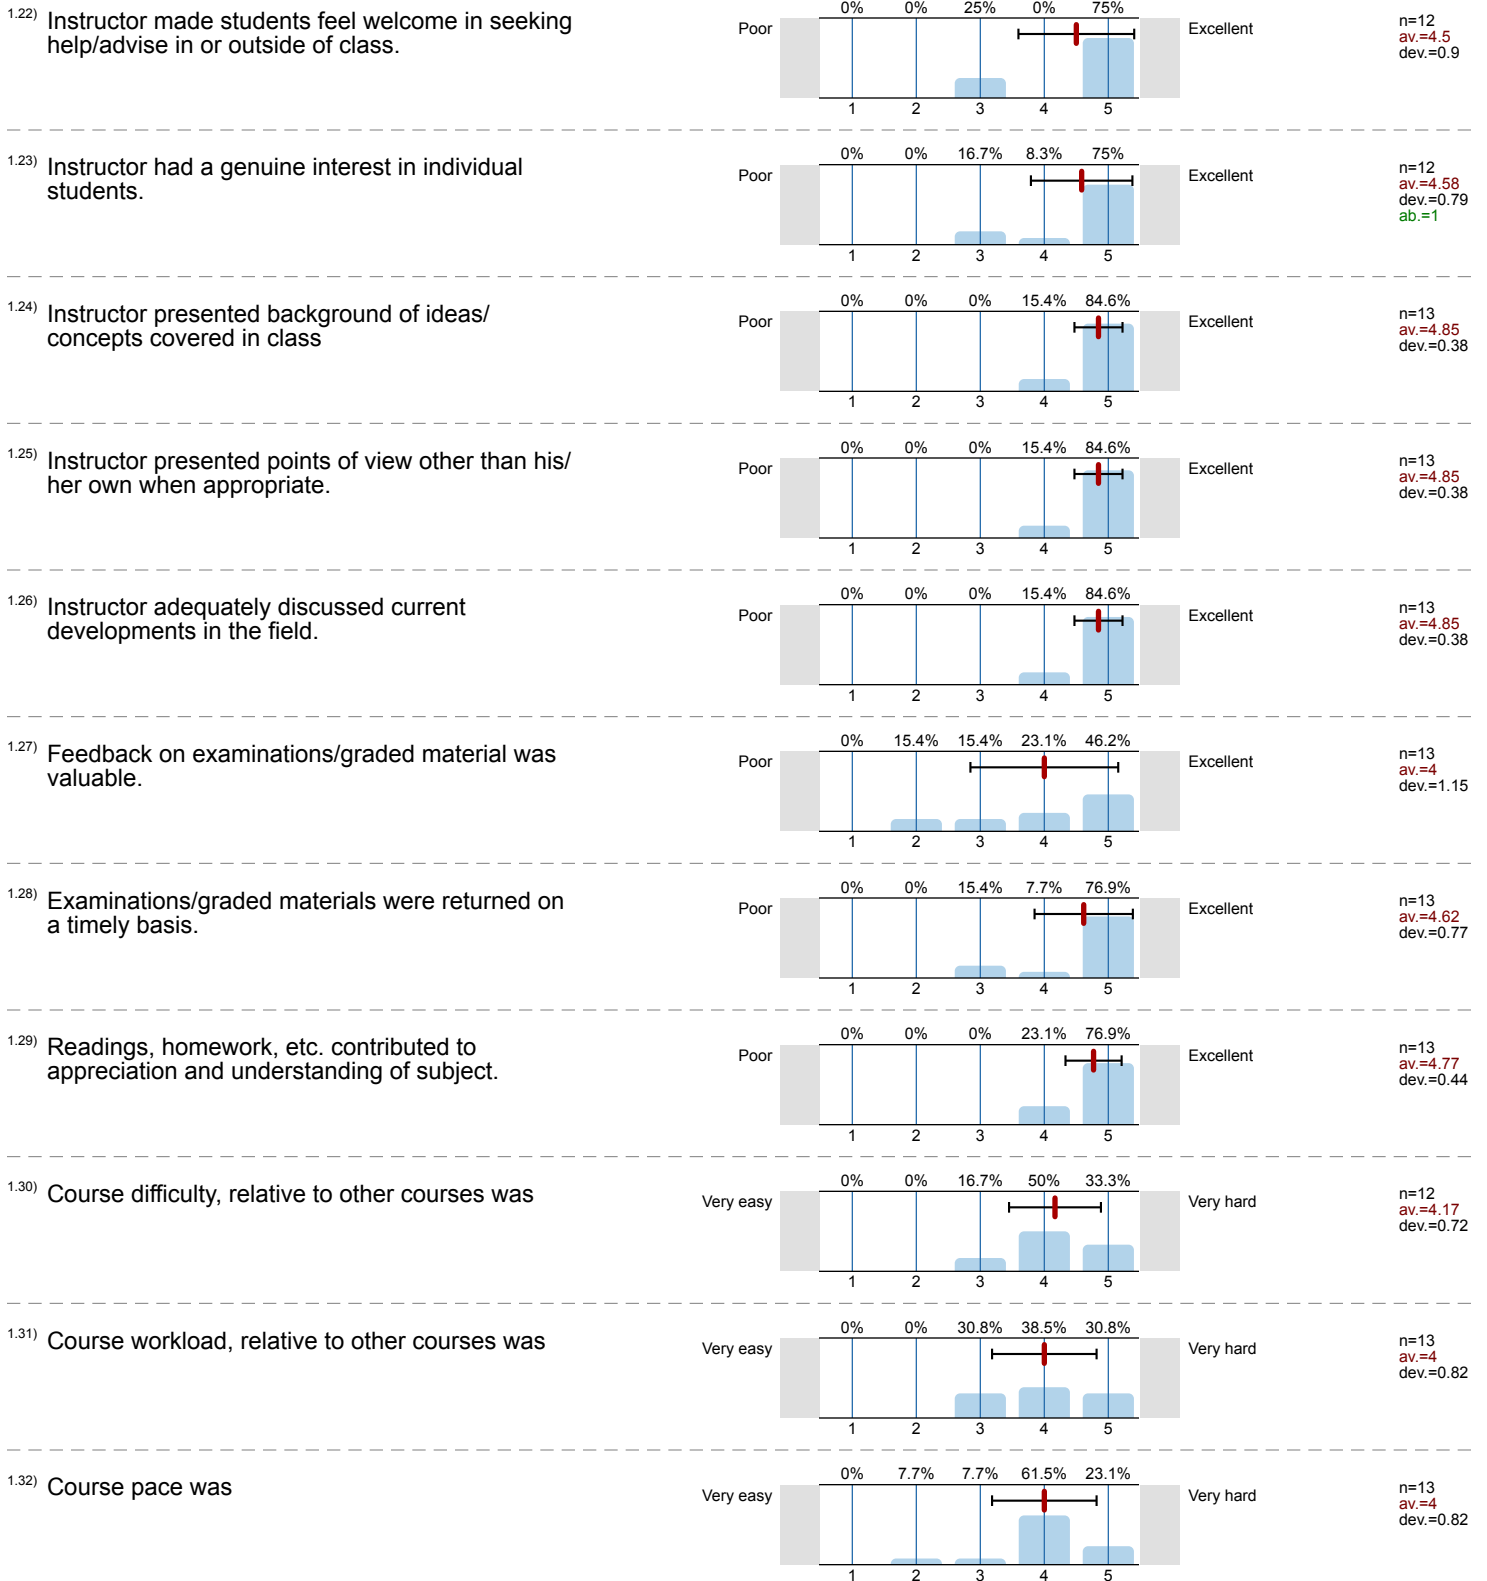 1.22) Instructor made students feel welcome in seeking
help/advise in or outside of class.
0% 0% 25% 0% 75%
Poor Excellent
1 2 3 4 5
n=12
av.=4.5
dev.=0.9
1.23) Instructor had a genuine interest in individual
students.
0% 0% 16.7% 8.3% 75%
Poor Excellent
1 2 3 4 5
n=12
av.=4.58
dev.=0.79
ab.=1
1.24) Instructor presented background of ideas/
concepts covered in class
0% 0% 0% 15.4% 84.6%
Poor Excellent
1 2 3 4 5
n=13
av.=4.85
dev.=0.38
1.25) Instructor presented points of view other than his/
her own when appropriate.
0% 0% 0% 15.4% 84.6%
Poor Excellent
1 2 3 4 5
n=13
av.=4.85
dev.=0.38
1.26) Instructor adequately discussed current
developments in the field.
0% 0% 0% 15.4% 84.6%
Poor Excellent
1 2 3 4 5
n=13
av.=4.85
dev.=0.38
1.27) Feedback on examinations/graded material was
valuable.
0% 15.4% 15.4% 23.1% 46.2%
Poor Excellent
1 2 3 4 5
n=13
av.=4
dev.=1.15
1.28) Examinations/graded materials were returned on
a timely basis.
0% 0% 15.4% 7.7% 76.9%
Poor Excellent
1 2 3 4 5
n=13
av.=4.62
dev.=0.77
1.29) Readings, homework, etc. contributed to
appreciation and understanding of subject.
0% 0% 0% 23.1% 76.9%
Poor Excellent
1 2 3 4 5
n=13
av.=4.77
dev.=0.44
1.30) Course difficulty, relative to other courses was
0% 0% 16.7% 50% 33.3%
Very easy Very hard
1 2 3 4 5
n=12
av.=4.17
dev.=0.72
1.31) Course workload, relative to other courses was
0% 0% 30.8% 38.5% 30.8%
Very easy Very hard
1 2 3 4 5
n=13
av.=4
dev.=0.82
1.32) Course pace was
0% 7.7% 7.7% 61.5% 23.1%
Very easy Very hard
1 2 3 4 5
n=13
av.=4
dev.=0.82